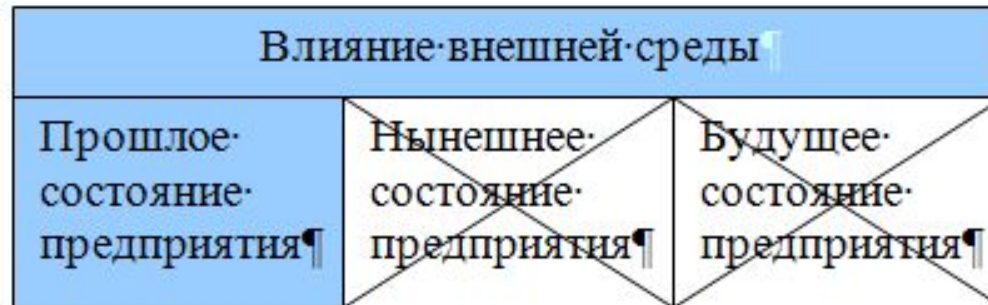 Влияние·внешней·среды¶
Прошлое·
состояние·
предприятия¶
Нынешнее·
состояние·
предприятия¶
Будущее·
состояние·
предприятия¶